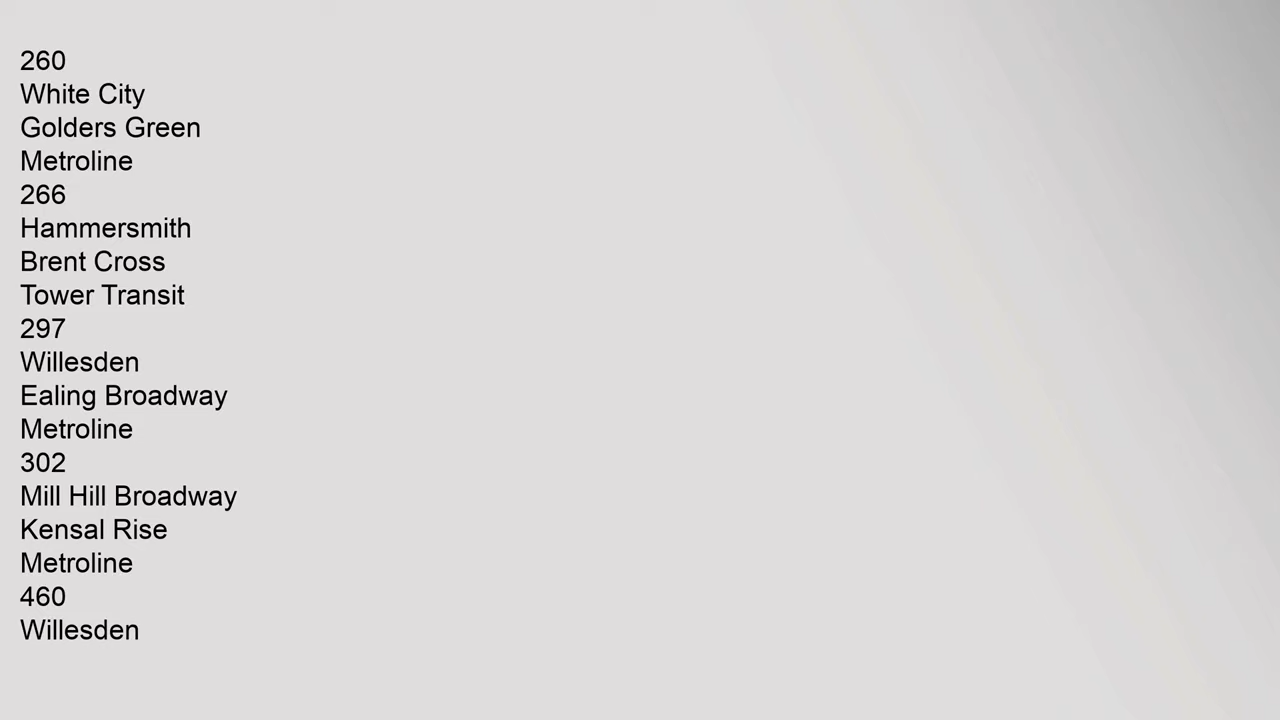 260
White City
Golders Green
Metroline
266
Hammersmith
Brent Cross
Tower Transit
297
Willesden
Ealing Broadway
Metroline
302
Mill Hill Broadway
Kensal Rise
Metroline
460
Willesden